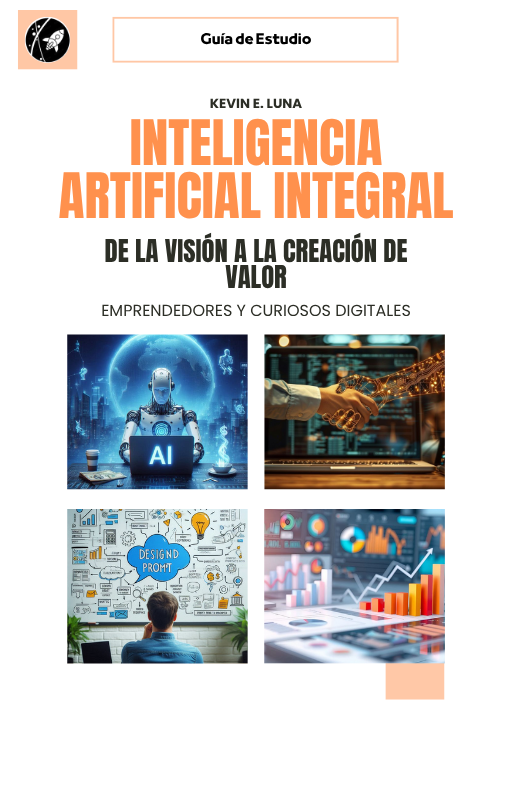 Guía de Estudio
KEVIN E. LUNA
INTELIGENCIA
ARTIFICIAL INTEGRAL
DE LA VISIÓN A LA CREACIÓN DE
VALOR
EMPRENDEDORES Y CURIOSOS DIGITALES
AI
DESIGND
PROMT